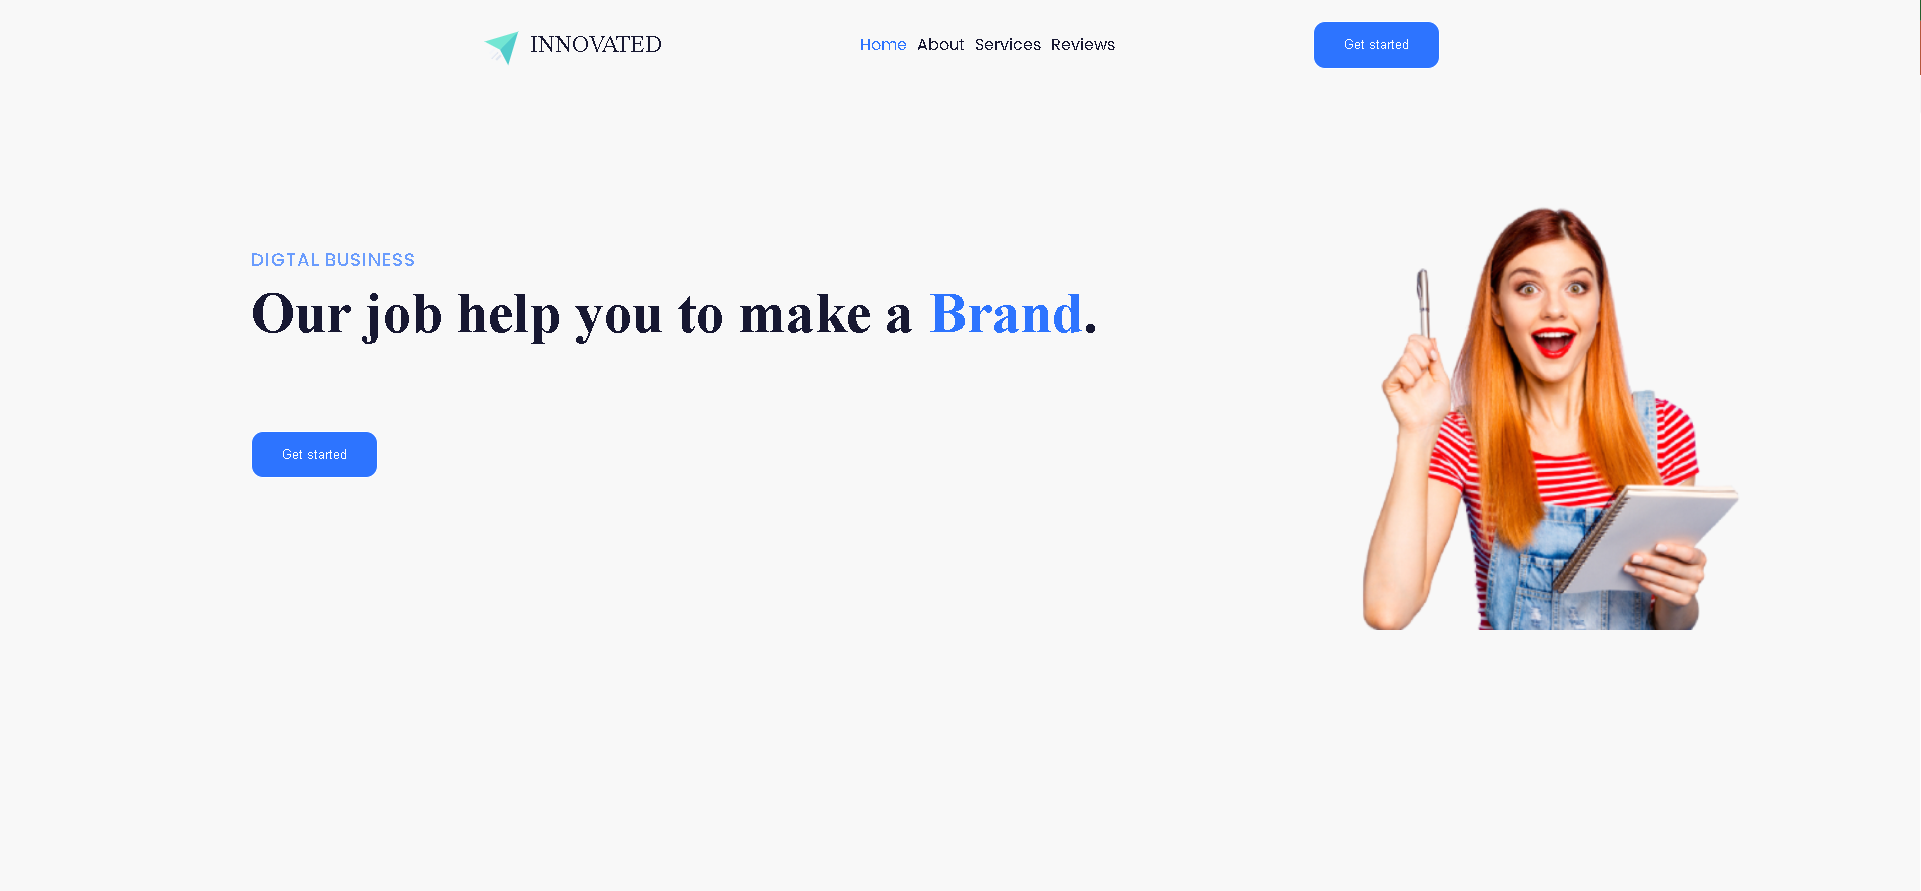 INNOVATED
Home About Services Reviews
Get started
DIGTAL BUSINESS
Our job help you to make a Brand.
Get started